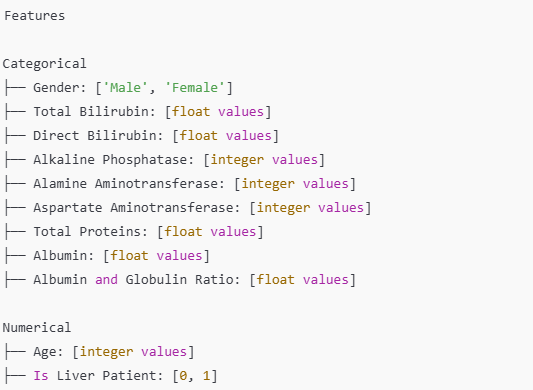 Features
Categorical
├── Gender: ['Male', 'Female']
├── Total Bilirubin: [float values]
├── Direct Bilirubin: [float values]
├── Alkaline Phosphatase: [integer values]
├── Alamine Aminotransferase: [integer values]
├── Aspartate Aminotransferase: [integer values]
├── Total Proteins: [float values]
├── Albumin: [float values]
├── Albumin and Globulin Ratio: [float values]
Numerical
├── Age: [integer values]
├── Is Liver Patient: [0, 1]